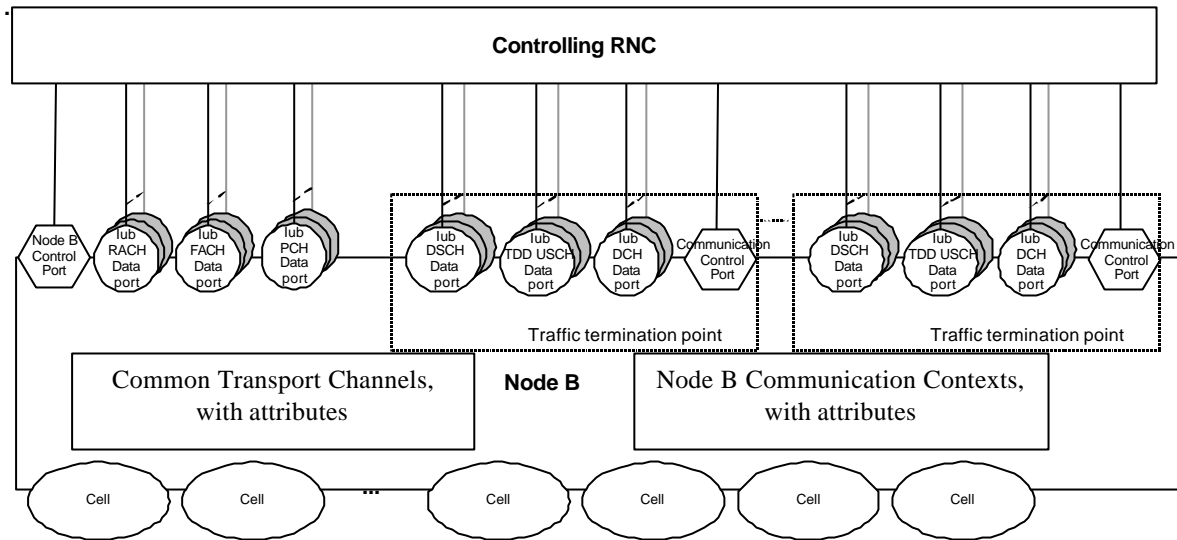 .
Controlling RNC
Node B
Control
Port
Iub
RACH
Data
port
Iub
FACH
Data
port
Iub
PCH
Data
port
Iub
DSCH
Data
port
Iub
TDD USCH
Data
port
Iub
DCH
Data
port
Communication
Control
Port
Iub
DSCH
Data
port
Iub
TDD USCH
Data
port
Iub
DCH
Data
port
Communication
Control
Port
Traffic termination point
Traffic termination point
Common Transport Channels,
with attributes
Node B
Node B Communication Contexts,
with attributes
Cell
Cell
...
Cell
Cell
Cell
Cell